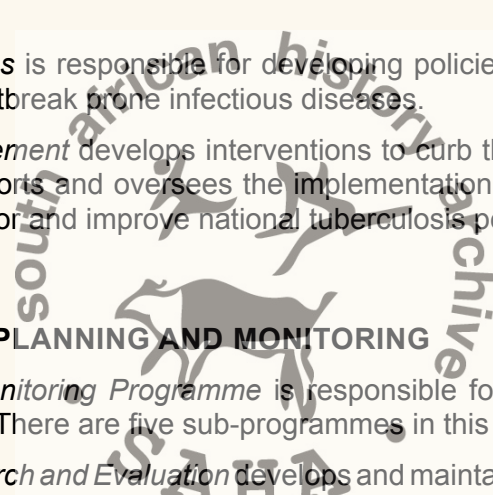 s is responsible for developing policie
tbreak prone infectious diseases.
ement develops interventions to curb th
orts and oversees the implementation
or and improve national tuberculosis po
PLANNING AND MONITORING
nitoring Programme is responsible fo
There are five sub-programmes in this
rch and Evaluation develops and mainta
south african history archive
SAHA